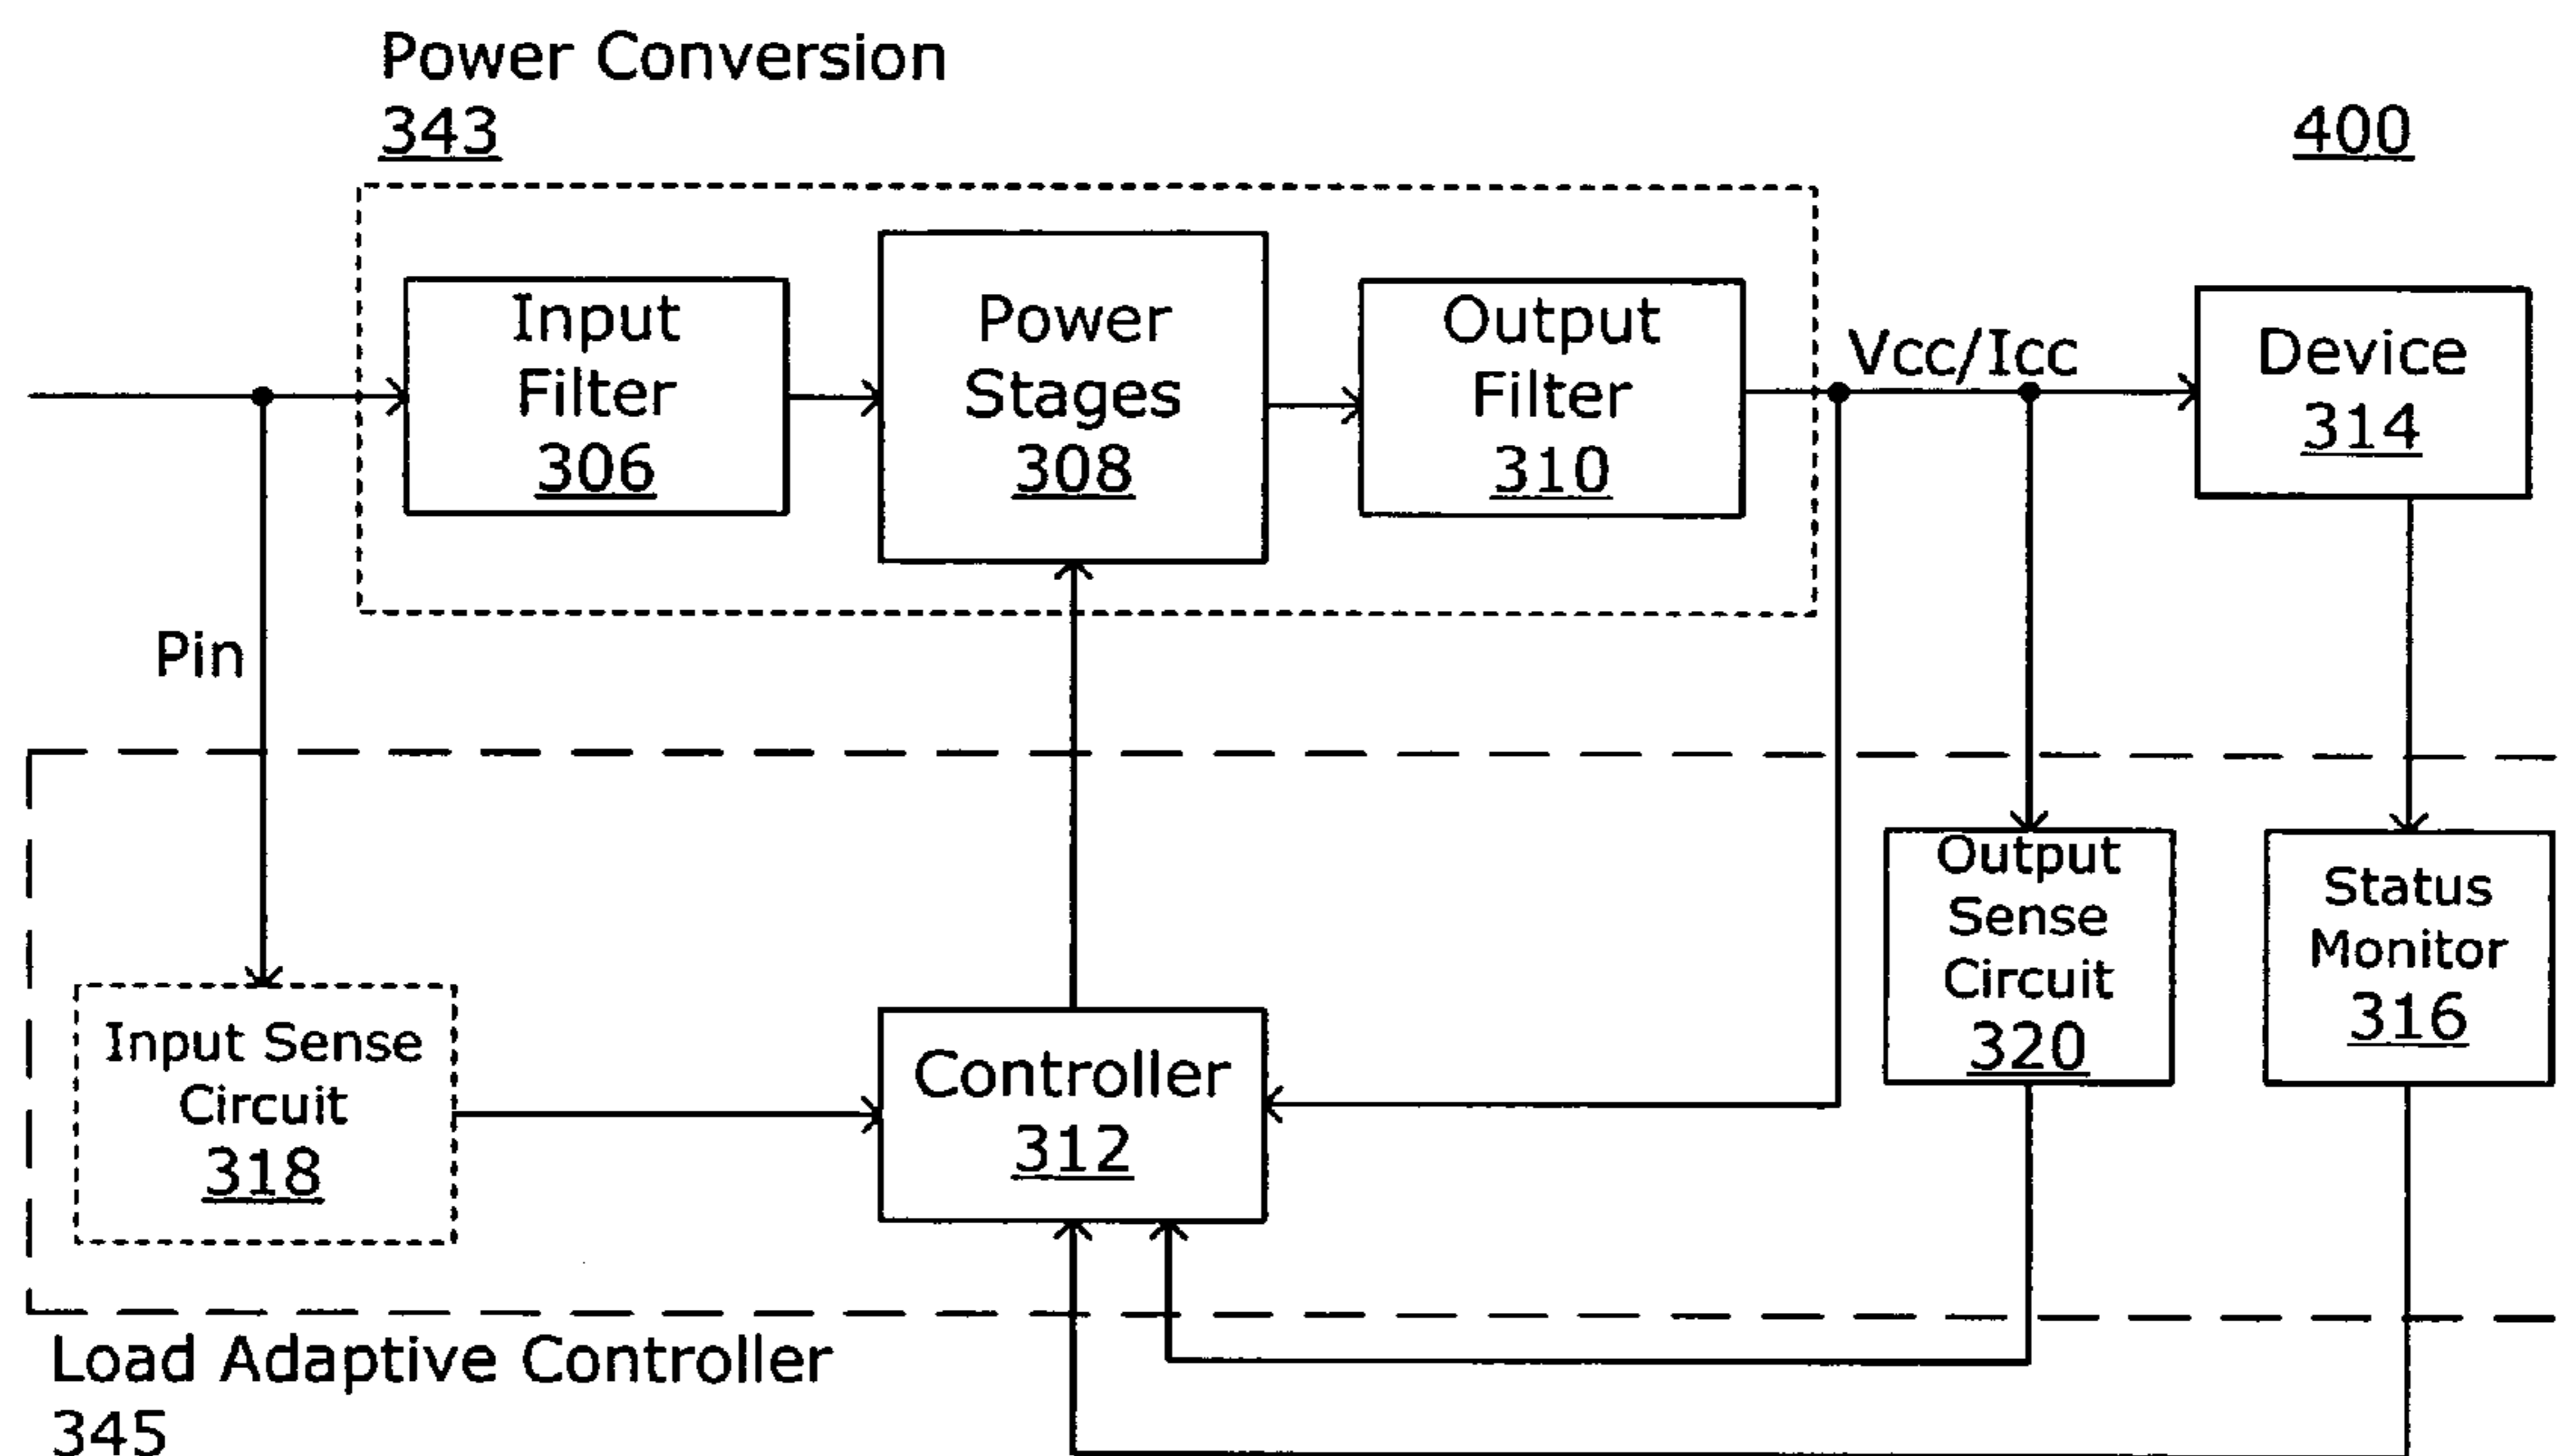 Power Conversion
343
400
Input
Filter
306
Power
Stages
308
Output
Filter
310
Vcc/Icc
Device
314
Pin
Output
Sense
Circuit
320
Status
Monitor
316
Input Sense
Circuit
318
Controller
312
Load Adaptive Controller
345